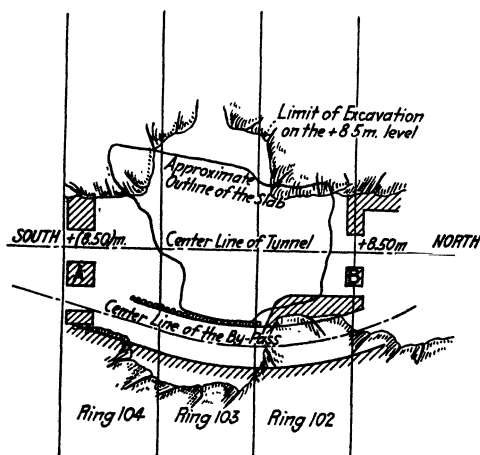 Limit of Excavation
on the +8.5 m. level
Approximate
Outline of the Slab
SOUTH
+(8.50)m.
Center Line of Tunnel
+8.50m
NORTH
A
B
Center Line of the By-Pass
Ring 104
Ring 103
Ring 102